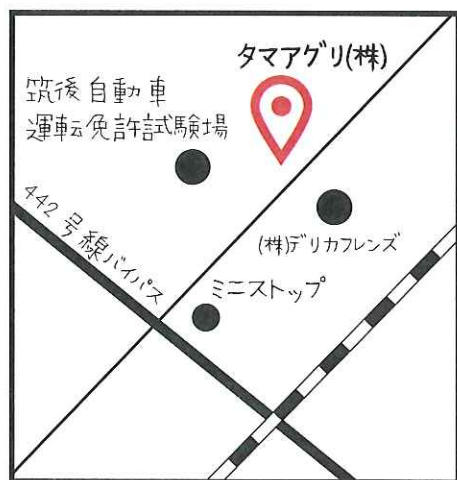 タマアグリ(株)
筑後自動車
運転免許試験場
442号線バイパス
(株)デリカフレンズ
ミニストップ